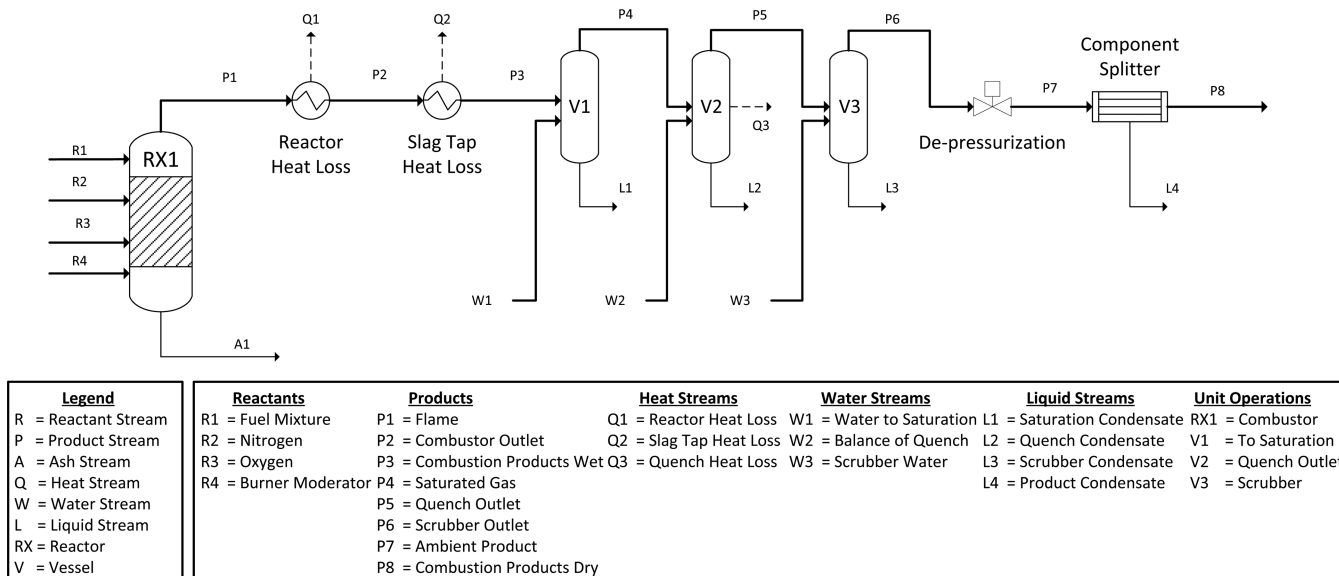 Q1
Q2
P4
P5
P6
Component
Splitter
P1
P2
P3
P7
P8
V1
V2
V3
Q3
Reactor
Heat Loss
Slag Tap
Heat Loss
De-pressurization
R1
RX1
R2
R3
R4
L1
L2
L3
L4
W1
W2
W3
A1
Legend
R = Reactant Stream
P = Product Stream
A = Ash Stream
Q = Heat Stream
W = Water Stream
L = Liquid Stream
RX = Reactor
V = Vessel
Reactants
R1 = Fuel Mixture
R2 = Nitrogen
R3 = Oxygen
R4 = Burner Moderator
Products
P1 = Flame
P2 = Combustor Outlet
P3 = Combustion Products Wet
P4 = Saturated Gas
P5 = Quench Outlet
P6 = Scrubber Outlet
P7 = Ambient Product
P8 = Combustion Products Dry
Heat Streams
Q1 = Reactor Heat Loss
Q2 = Slag Tap Heat Loss
Q3 = Quench Heat Loss
Water Streams
W1 = Water to Saturation
W2 = Balance of Quench
W3 = Scrubber Water
Liquid Streams
L1 = Saturation Condensate
L2 = Quench Condensate
L3 = Scrubber Condensate
L4 = Product Condensate
Unit Operations
RX1 = Combustor
V1 = To Saturation
V2 = Quench Outlet
V3 = Scrubber